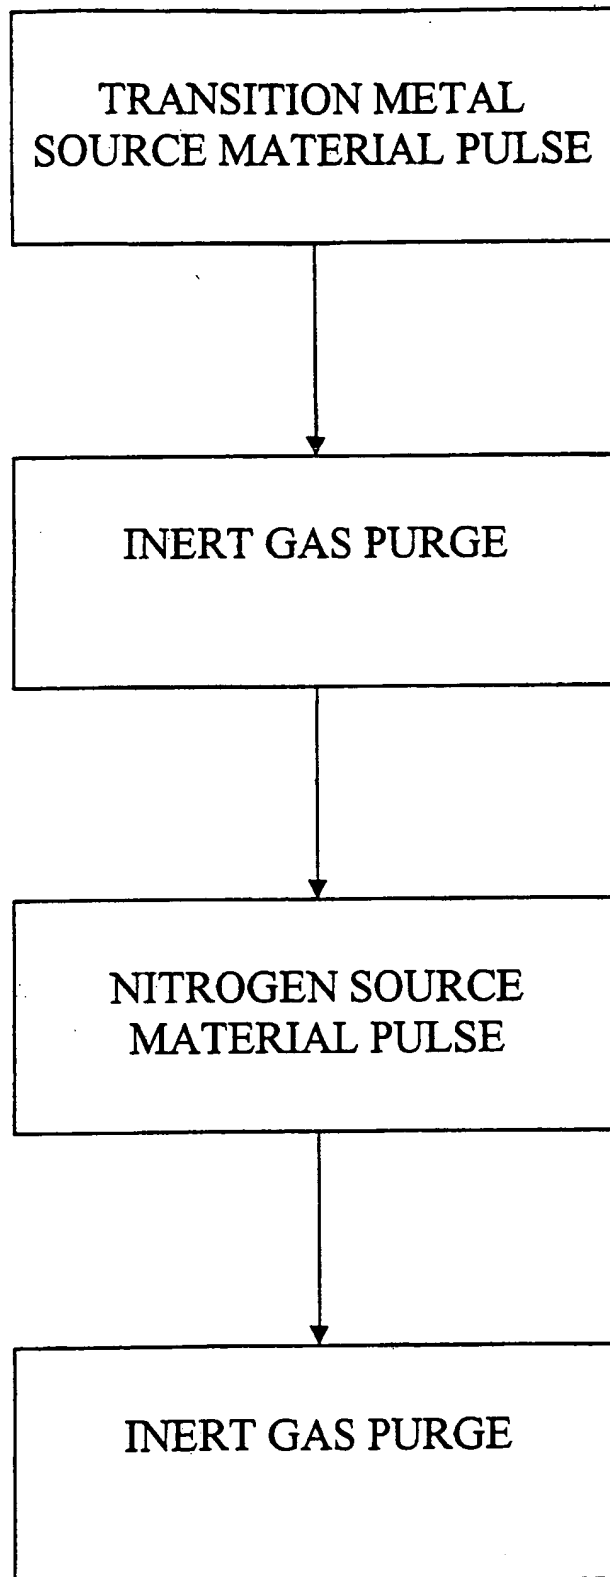 TRANSITION METAL
SOURCE MATERIAL PULSE
INERT GAS PURGE
NITROGEN SOURCE
MATERIAL PULSE
INERT GAS PURGE